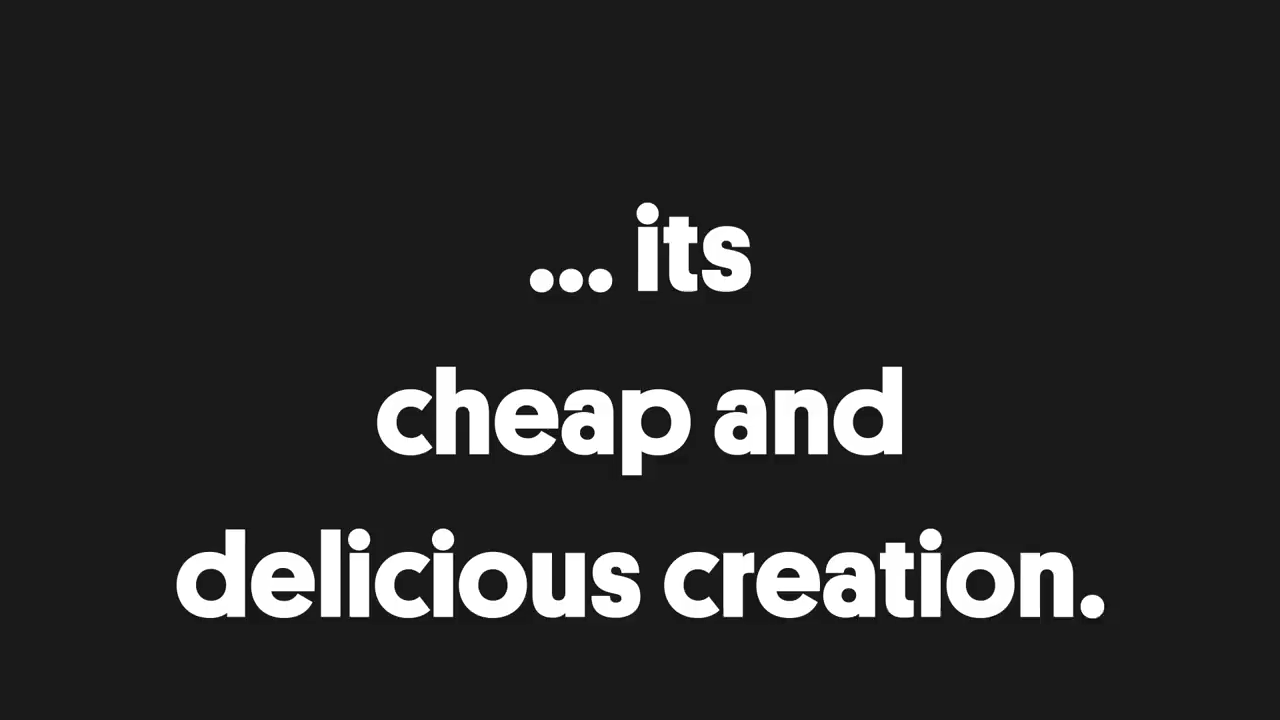 ... its
cheap and
delicious creation.